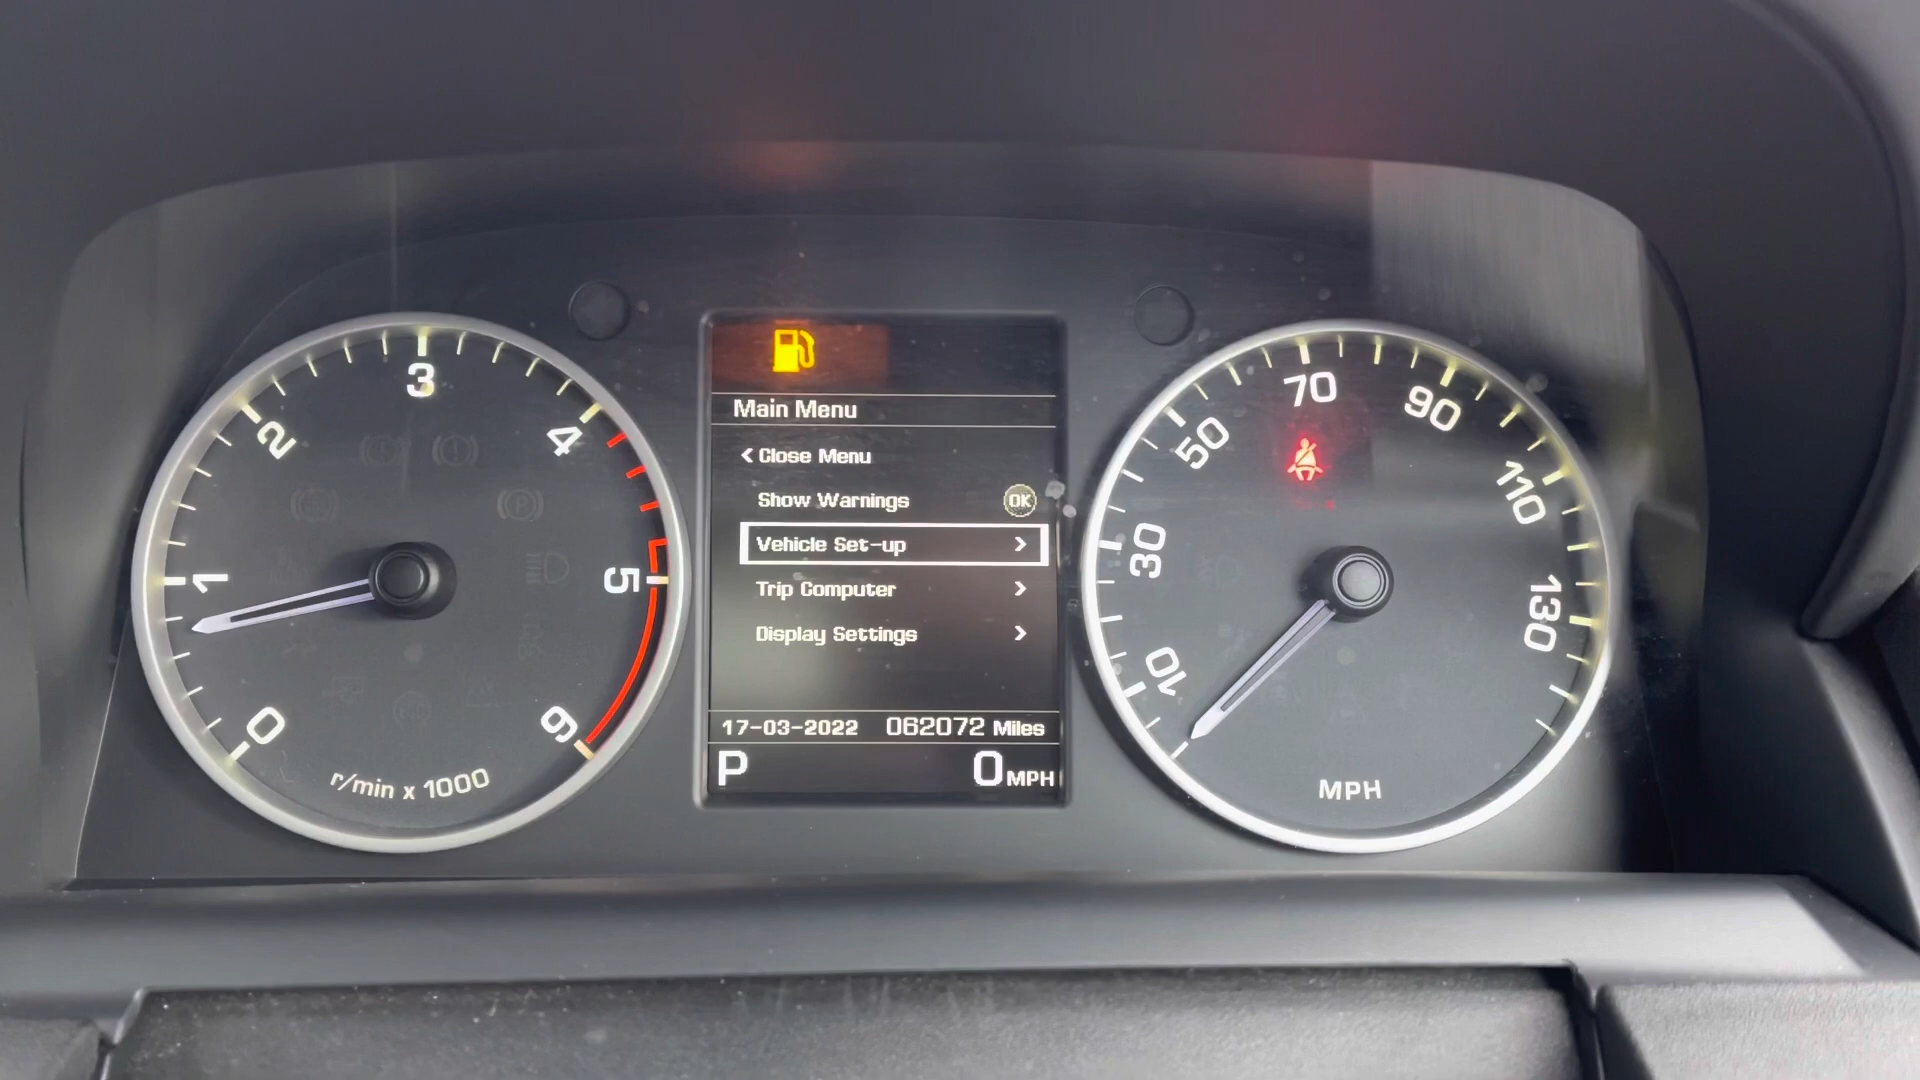 0
1
2
3
4
5
6
r/min x 1000
Main Menu
< Close Menu
Show Warnings OK
Vehicle Set-up >
Trip Computer >
Display Settings >
17-03-2022 062072 Miles
P 0 MPH
10
30
50
70
90
110
130
MPH